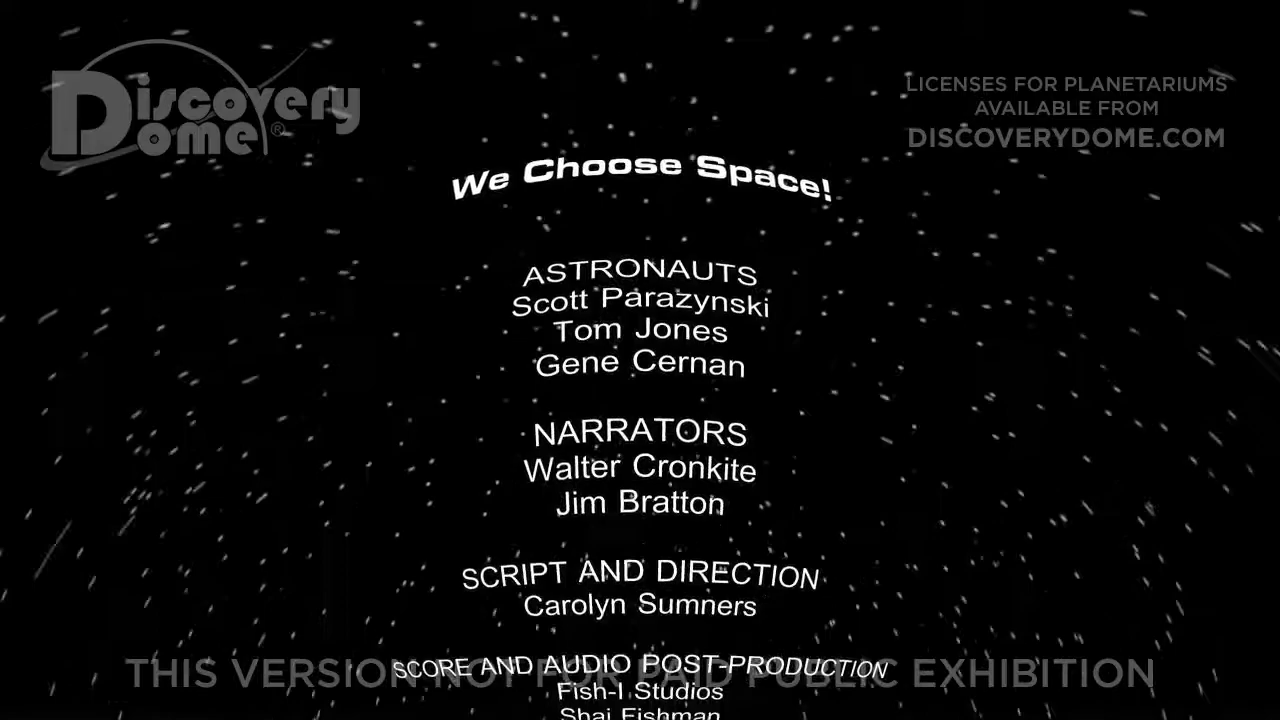 Discovery
Dome®
LICENSES FOR PLANETARIUMS
AVAILABLE FROM
DISCOVERYDOME.COM
We Choose Space!
ASTRONAUTS
Scott Parazynski
Tom Jones
Gene Cernan
NARRATORS
Walter Cronkite
Jim Bratton
SCRIPT AND DIRECTION
Carolyn Sumners
SCORE AND AUDIO POST-PRODUCTION
THIS VERSION NOT FOR PAID PUBLIC EXHIBITION
Fish-I Studios
Shai Fishman